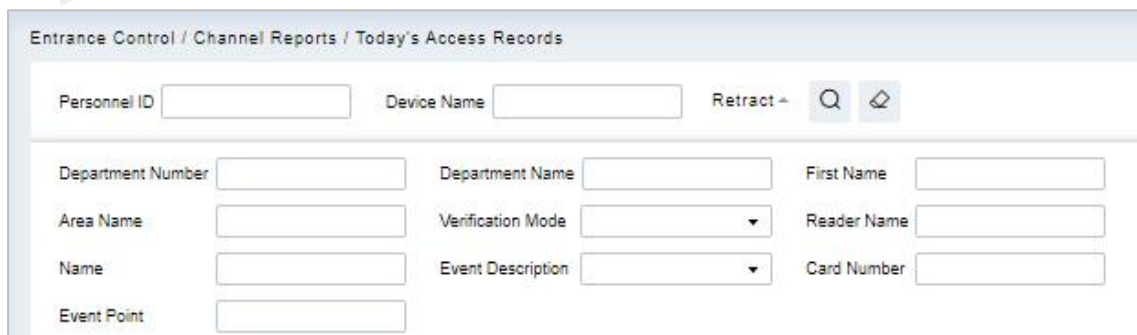 Entrance Control / Channel Reports / Today's Access Records
Personnel ID Device Name Retract
Department Number Department Name First Name
Area Name Verification Mode Reader Name
Name Event Description Card Number
Event Point